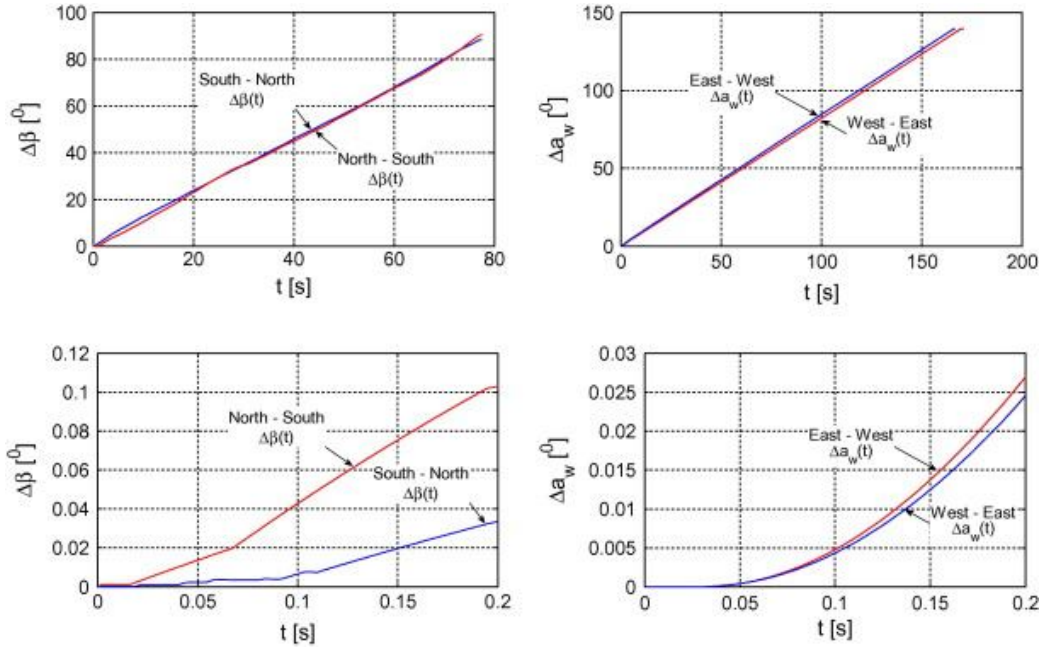 100
80
60
40
20
0
Δβ [⁰]
South - North
Δβ(t)
North - South
Δβ(t)
0
20
40
60
80
t [s]
150
100
50
0
Δa_w [⁰]
East - West
Δa_w(t)
West - East
Δa_w(t)
0
50
100
150
200
t [s]
0.12
0.1
0.08
0.06
0.04
0.02
0
Δβ [⁰]
North - South
Δβ(t)
South - North
Δβ(t)
0
0.05
0.1
0.15
0.2
t [s]
0.03
0.025
0.02
0.015
0.01
0.005
0
Δa_w [⁰]
East - West
Δa_w(t)
West - East
Δa_w(t)
0
0.05
0.1
0.15
0.2
t [s]